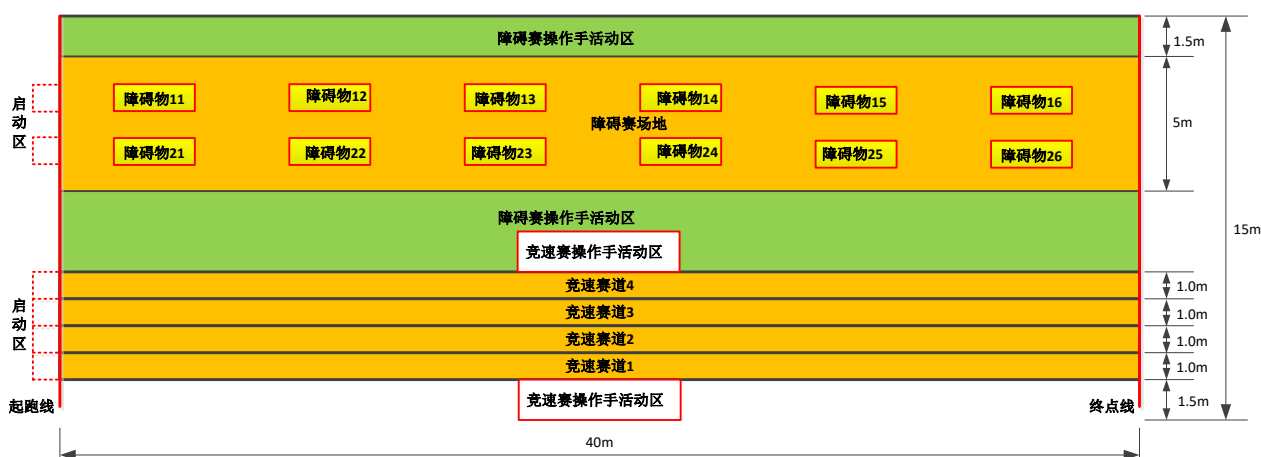 障碍赛操作手活动区
1.5m
启动区
障碍物11
障碍物12
障碍物13
障碍物14
障碍物15
障碍物16
障碍赛场地
5m
障碍物21
障碍物22
障碍物23
障碍物24
障碍物25
障碍物26
障碍赛操作手活动区
15m
竞速赛操作手活动区
启动区
竞速赛道4
1.0m
竞速赛道3
1.0m
竞速赛道2
1.0m
竞速赛道1
1.0m
起跑线
竞速赛操作手活动区
终点线
1.5m
40m